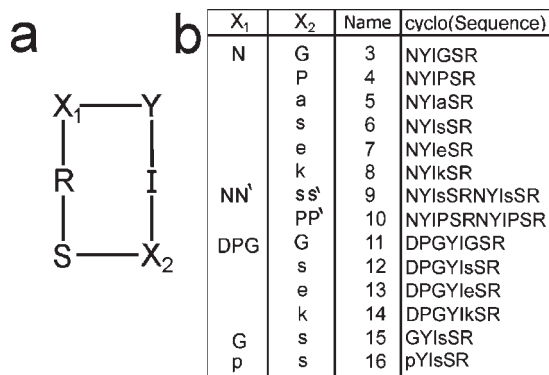 a
X₁ Y
R I
S X₂
b
X₁ X₂ Name cyclo(Sequence)
N G 3 NYIGSR
P 4 NYIPSR
a 5 NYIaSR
s 6 NYIsSR
e 7 NYIeSR
k 8 NYIkSR
NN' ss' 9 NYIsSRNYIsSR
PP' 10 NYIPSRNYIPSR
DPG G 11 DPGYIGSR
s 12 DPGYIsSR
e 13 DPGYIeSR
k 14 DPGYIkSR
G s 15 GYIsSR
p s 16 pYIsSR